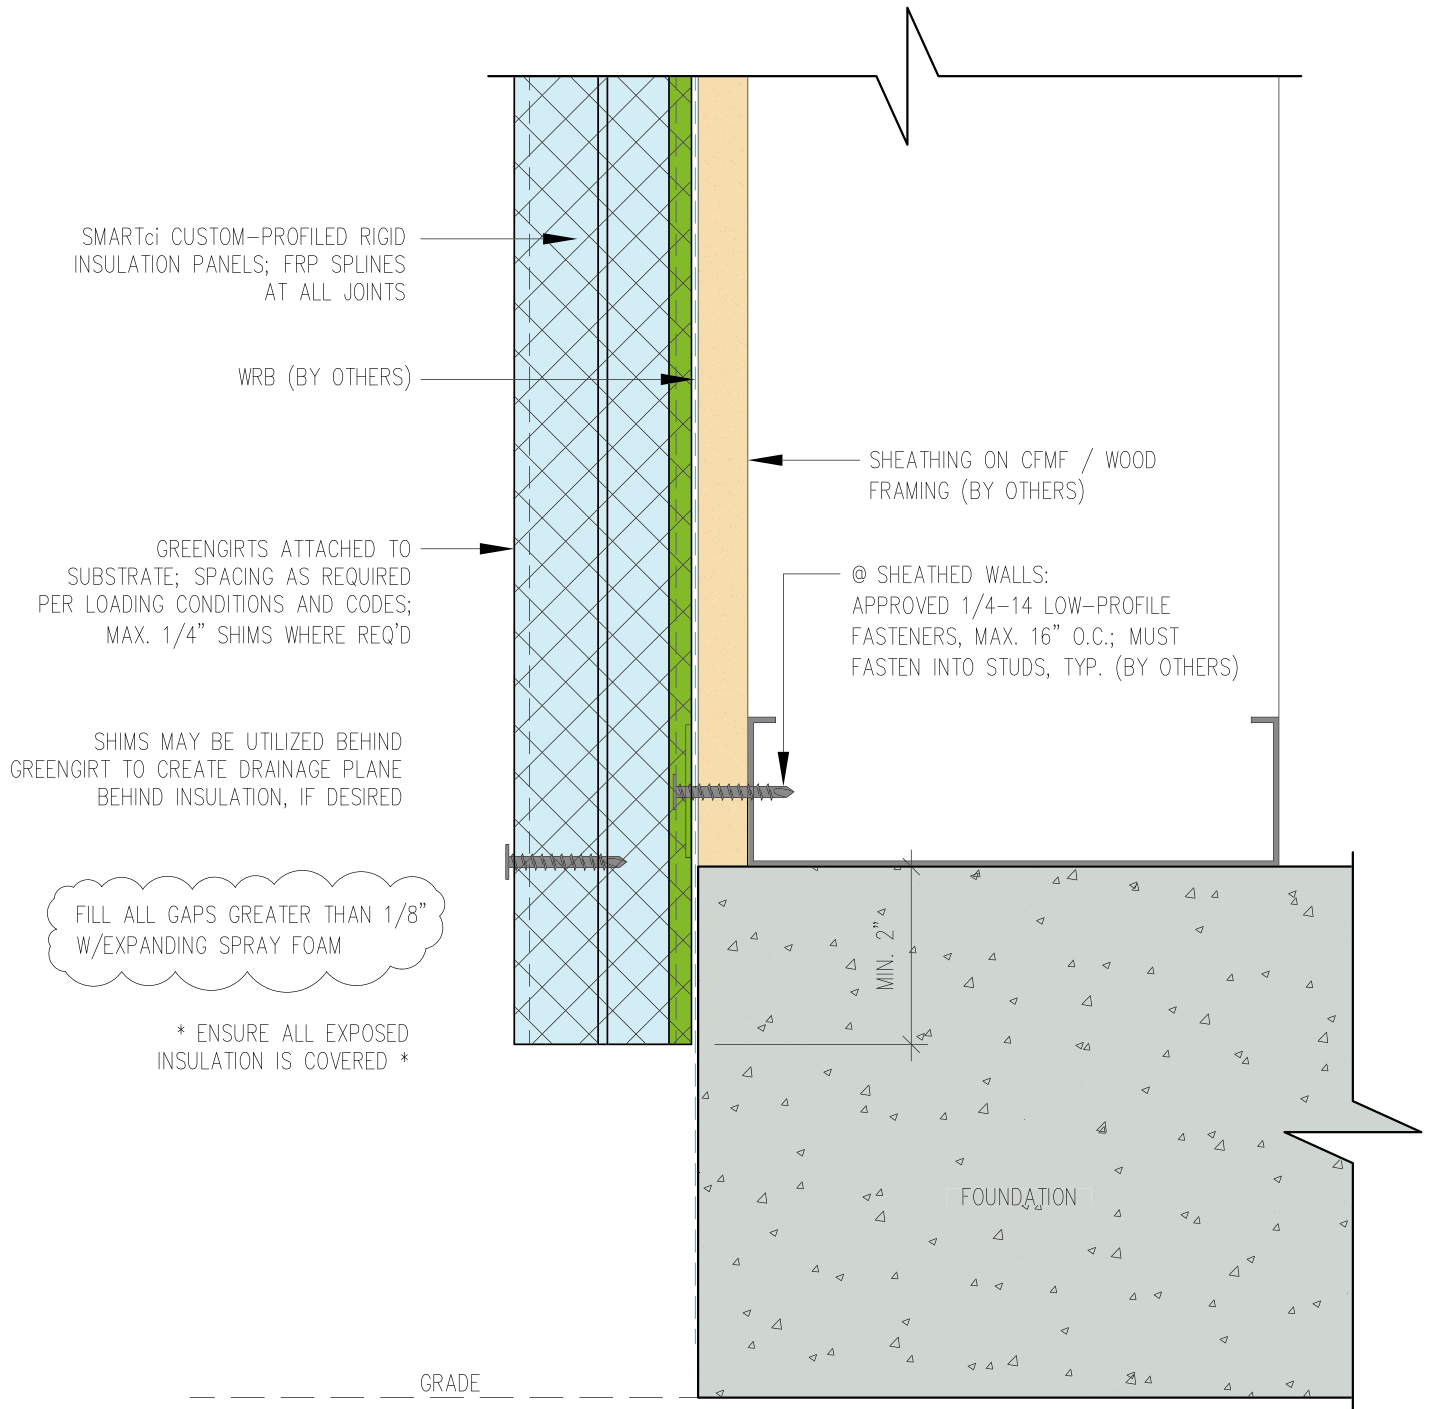 SMARTci CUSTOM-PROFILED RIGID
INSULATION PANELS; FRP SPLINES
AT ALL JOINTS
WRB (BY OTHERS)
SHEATHING ON CFMF / WOOD
FRAMING (BY OTHERS)
GREENGIRTS ATTACHED TO
SUBSTRATE; SPACING AS REQUIRED
PER LOADING CONDITIONS AND CODES;
MAX. 1/4" SHIMS WHERE REQ'D
@ SHEATHED WALLS:
APPROVED 1/4-14 LOW-PROFILE
FASTENERS, MAX. 16" O.C.; MUST
FASTEN INTO STUDS, TYP. (BY OTHERS)
SHIMS MAY BE UTILIZED BEHIND
GREENGIRT TO CREATE DRAINAGE PLANE
BEHIND INSULATION, IF DESIRED
FILL ALL GAPS GREATER THAN 1/8"
W/EXPANDING SPRAY FOAM
MIN. 2"
* ENSURE ALL EXPOSED
INSULATION IS COVERED *
FOUNDATION
GRADE